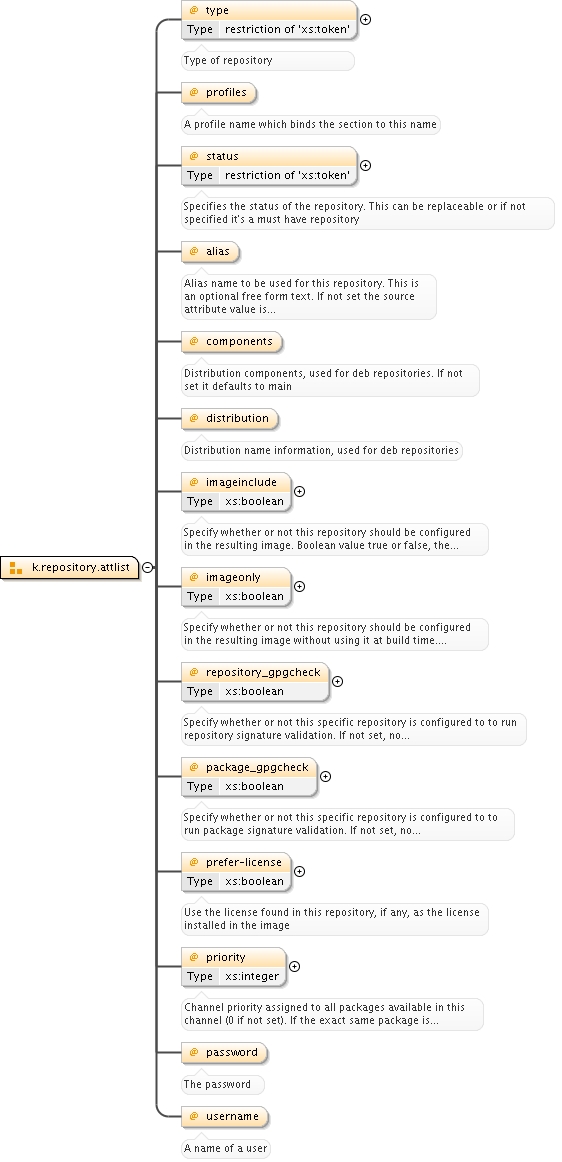 @ type
Type restriction of 'xs:token'
Type of repository
@ profiles
A profile name which binds the section to this name
@ status
Type restriction of 'xs:token'
Specifies the status of the repository. This can be replaceable or if not
specified it's a must have repository
@ alias
Alias name to be used for this repository. This is
an optional free form text. If not set the source
attribute value is...
@ components
Distribution components, used for deb repositories. If not
set it defaults to main
@ distribution
Distribution name information, used for deb repositories
@ imageinclude
Type xs:boolean
Specify whether or not this repository should be configured
in the resulting image. Boolean value true or false, the...
k.repository.attlist
@ imageonly
Type xs:boolean
Specify whether or not this repository should be configured
in the resulting image without using it at build time....
@ repository_gpgcheck
Type xs:boolean
Specify whether or not this specific repository is configured to to run
repository signature validation. If not set, no...
@ package_gpgcheck
Type xs:boolean
Specify whether or not this specific repository is configured to to
run package signature validation. If not set, no...
@ prefer-license
Type xs:boolean
Use the license found in this repository, if any, as the license
installed in the image
@ priority
Type xs:integer
Channel priority assigned to all packages available in this
channel (0 if not set). If the exact same package is...
@ password
The password
@ username
A name of a user